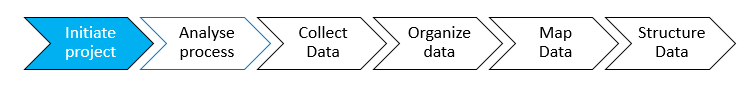 Initiate
project
Analyse
process
Collect
Data
Organize
data
Map
Data
Structure
Data